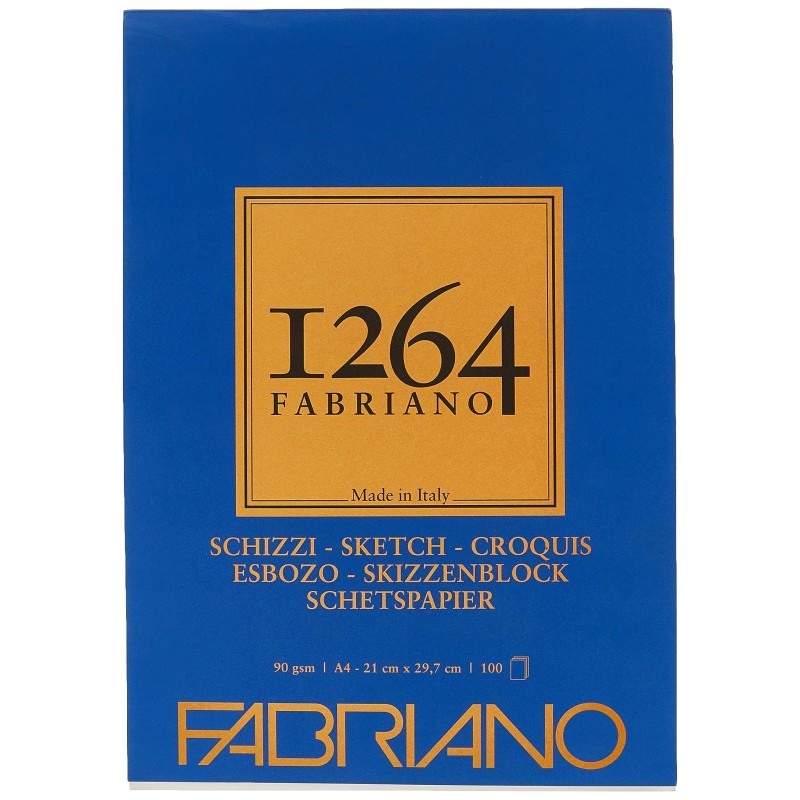 1264
FABRIANO
Made in Italy
SCHIZZI - SKETCH - CROQUIS
ESBOZO - SKIZZENBLOCK
SCHETSPAPIER
90 gsm | A4 - 21 cm x 29,7 cm | 100
FABRIANO